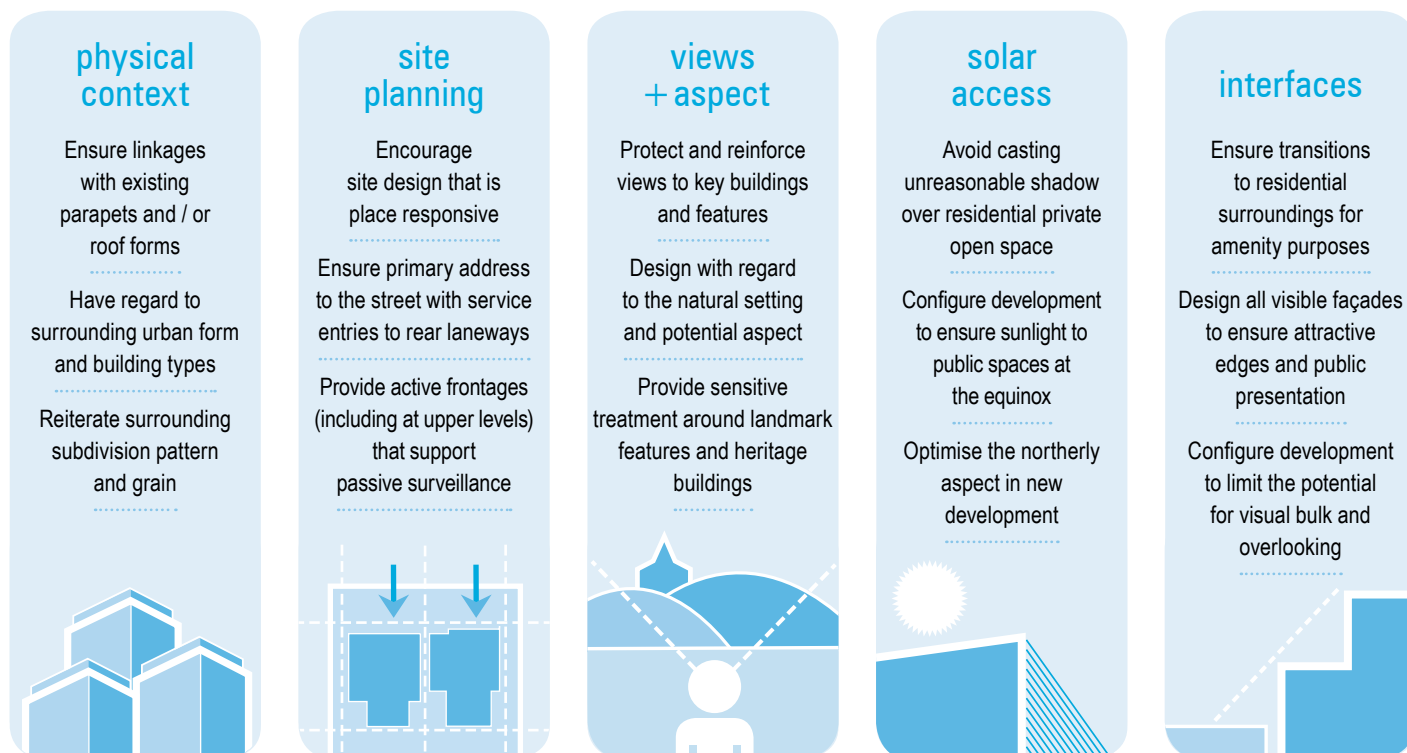 physical
context
Ensure linkages
with existing
parapets and / or
roof forms
Have regard to
surrounding urban form
and building types
Reiterate surrounding
subdivision pattern
and grain
site
planning
Encourage
site design that is
place responsive
Ensure primary address
to the street with service
entries to rear laneways
Provide active frontages
(including at upper levels)
that support
passive surveillance
views
+ aspect
Protect and reinforce
views to key buildings
and features
Design with regard
to the natural setting
and potential aspect
Provide sensitive
treatment around landmark
features and heritage
buildings
solar
access
Avoid casting
unreasonable shadow
over residential private
open space
Configure development
to ensure sunlight to
public spaces at
the equinox
Optimise the northerly
aspect in new
development
interfaces
Ensure transitions
to residential
surroundings for
amenity purposes
Design all visible façades
to ensure attractive
edges and public
presentation
Configure development
to limit the potential
for visual bulk and
overlooking